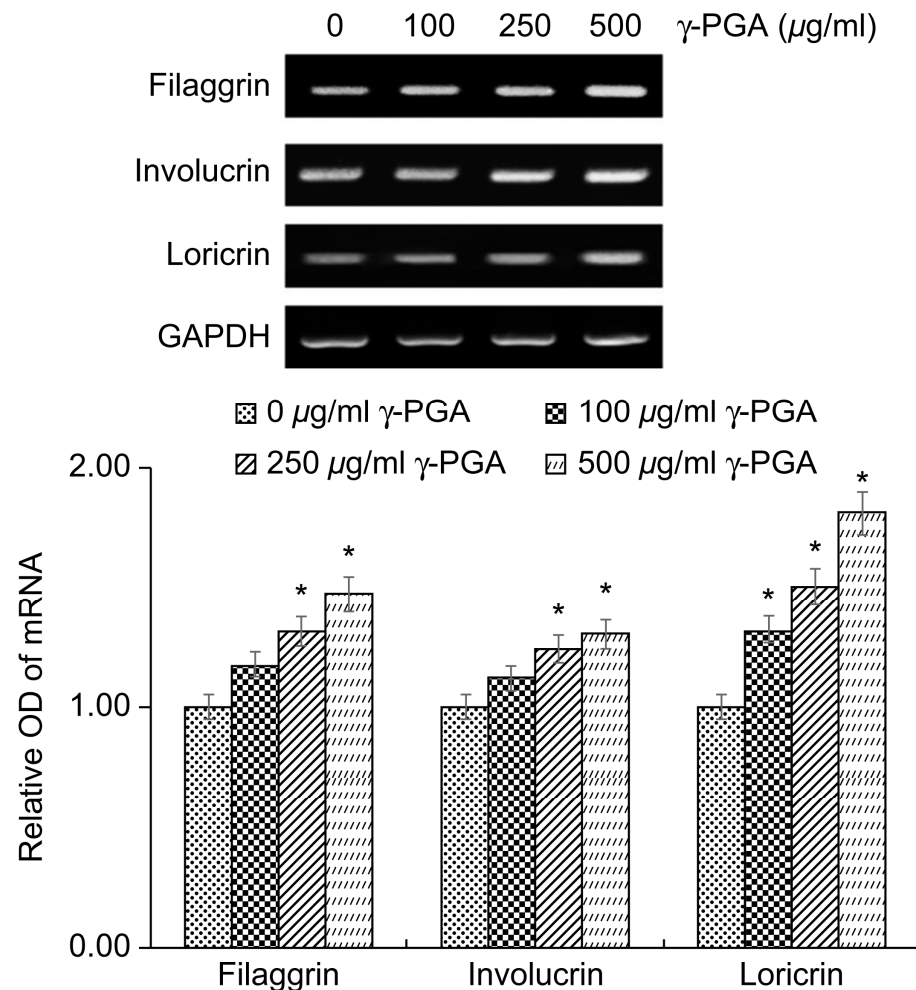 0 100 250 500 γ-PGA (µg/ml)
Filaggrin
Involucrin
Loricrin
GAPDH
0 µg/ml γ-PGA 100 µg/ml γ-PGA
250 µg/ml γ-PGA 500 µg/ml γ-PGA
2.00
1.00
0.00
Relative OD of mRNA
* *
* *
* * *
Filaggrin Involucrin Loricrin